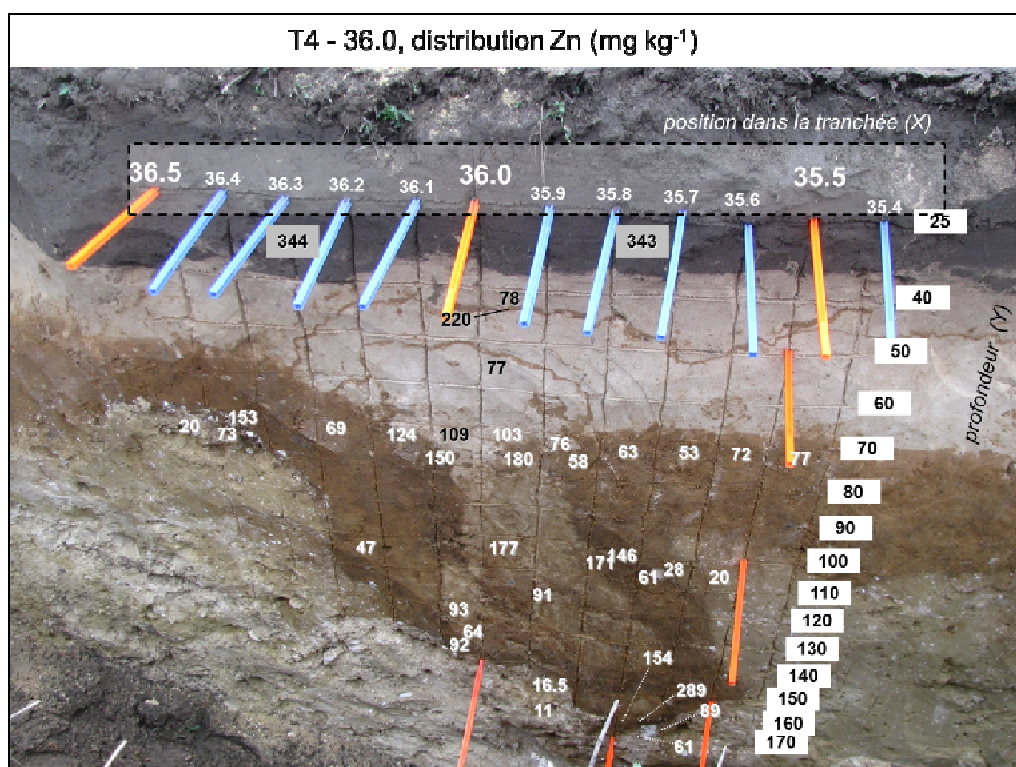 T4 - 36.0, distribution Zn (mg kg-1)
position dans la tranchée (X)
36.5 36.4 36.3 36.2 36.1 36.0 35.9 35.8 35.7 35.6 35.5 35.4
25
344 343
78 40
220
50
77
60
profondeur (Y)
20 73 153 69 124 109 103 76 63 53 72 77 70
150 180 58
80
90
47 177 171 146 61 28 20 100
91 110
93 120
64
92 130
154 140
16.5 289 150
11 89 160
61 170